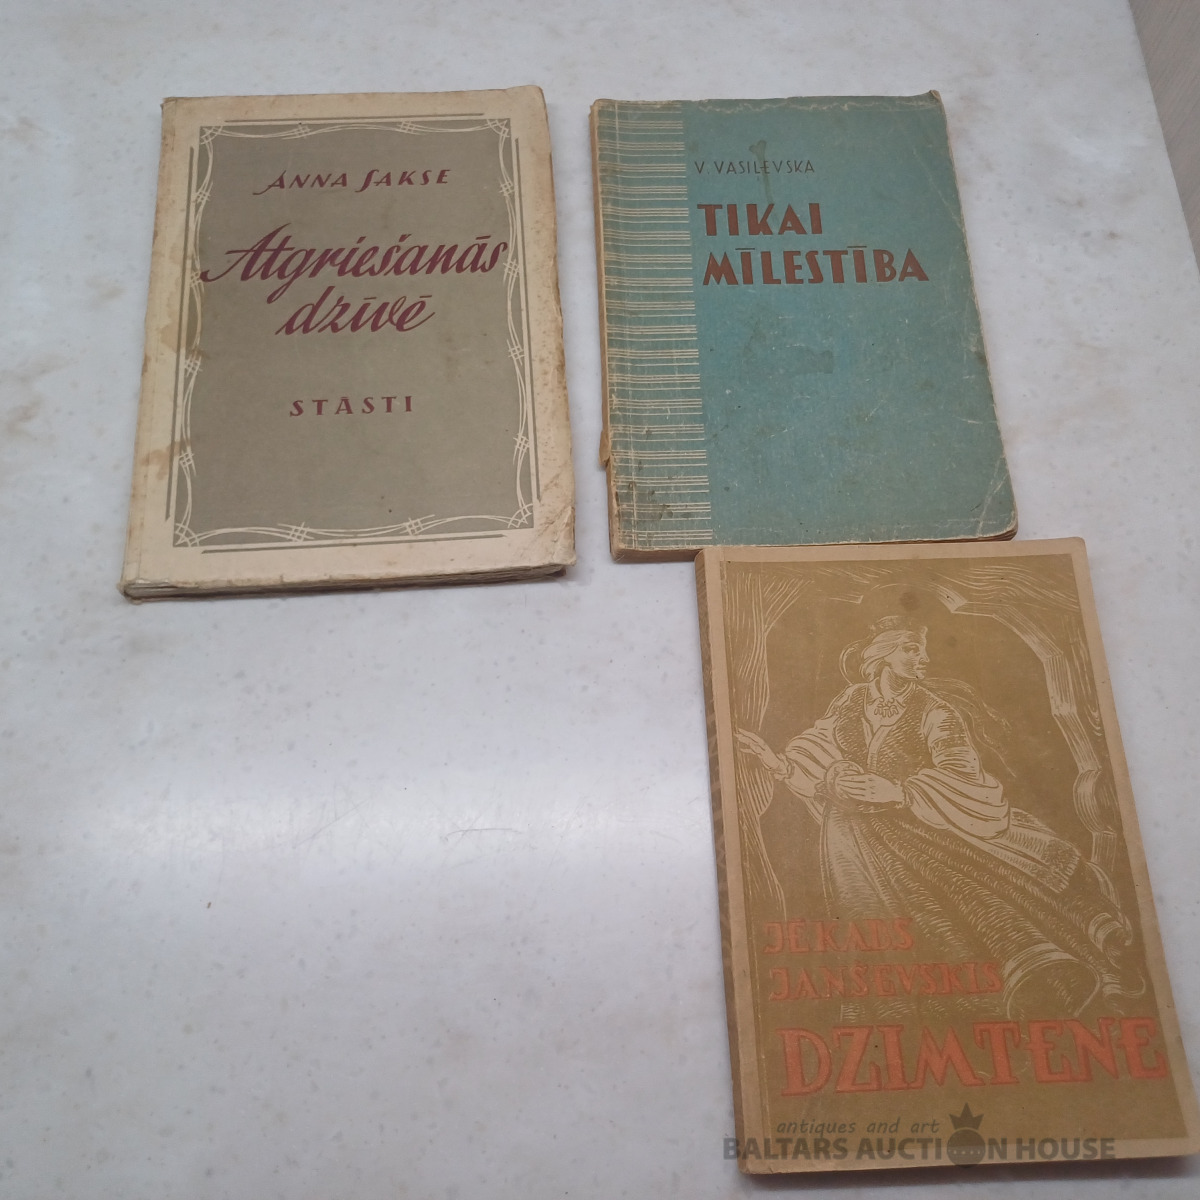 ANNA SAKSE
Atgriešanās
dzīvē
STĀSTI
V. VASIĻEVSKA
TIKAI
MĪLESTĪBA
JĒKABS
JANŠEVSKIS
DZIMTENE
antiques and art
BALTARS AUCTION HOUSE